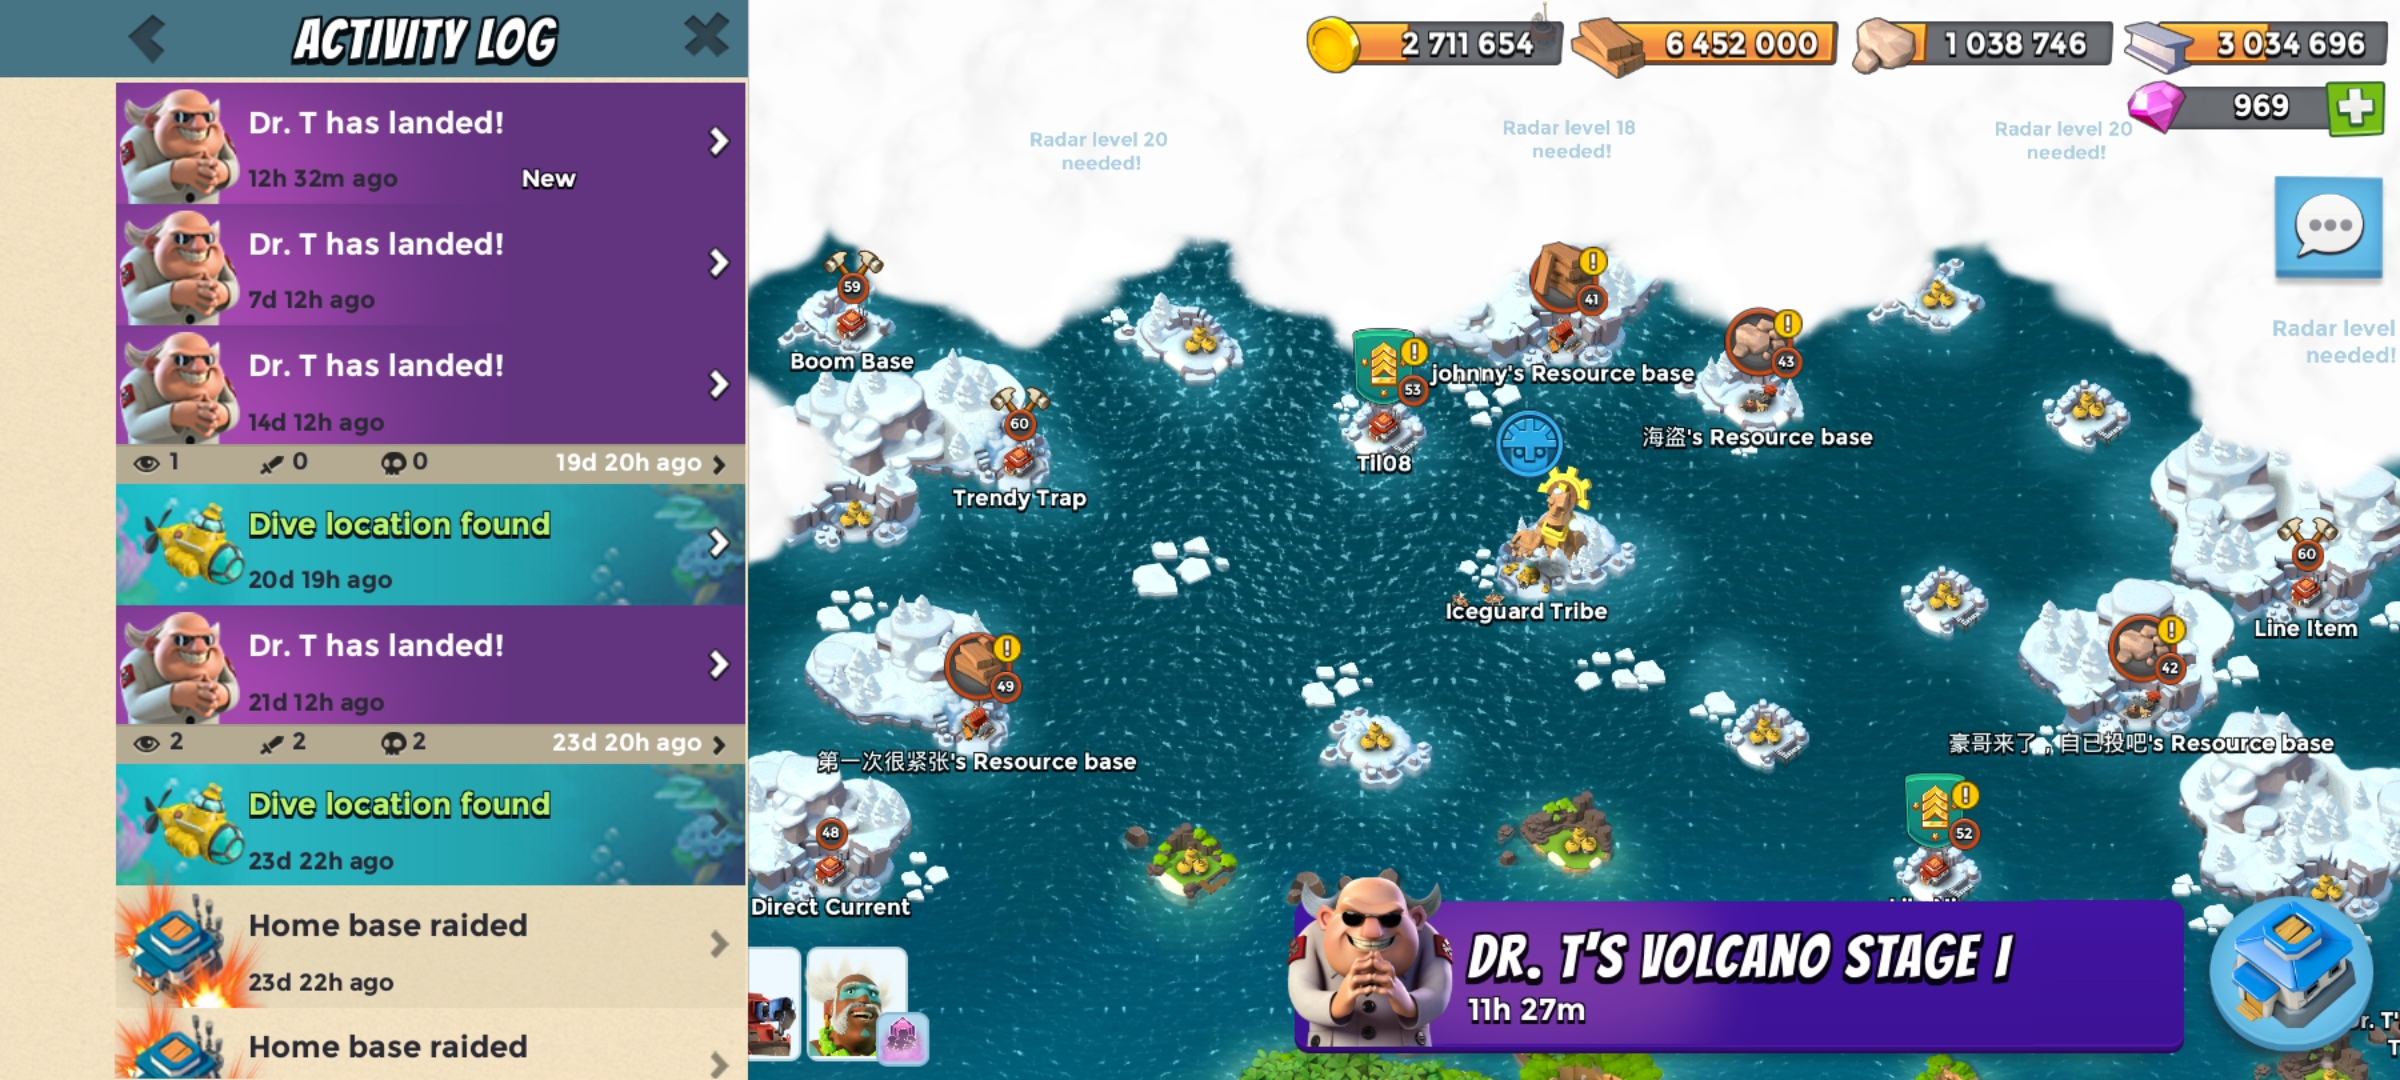 ACTIVITY LOG
Dr. T has landed!
12h 32m ago
New
Dr. T has landed!
7d 12h ago
Dr. T has landed!
14d 12h ago
1 0 0 19d 20h ago
Dive location found
20d 19h ago
Dr. T has landed!
21d 12h ago
2 2 2 23d 20h ago
Dive location found
23d 22h ago
Home base raided
23d 22h ago
Home base raided
2 711 654
6 452 000
1 038 746
3 034 696
969
Radar level 20
needed!
Radar level 18
needed!
Radar level 20
needed!
Radar level
needed!
59
Boom Base
60
Trendy Trap
53
Til08
41
johnny's Resource base
43
海盜's Resource base
Iceguard Tribe
60
Line Item
49
第一次很紧张's Resource base
42
豪哥来了，自已投吧's Resource base
48
Direct Current
52
DR. T'S VOLCANO STAGE I
11h 27m